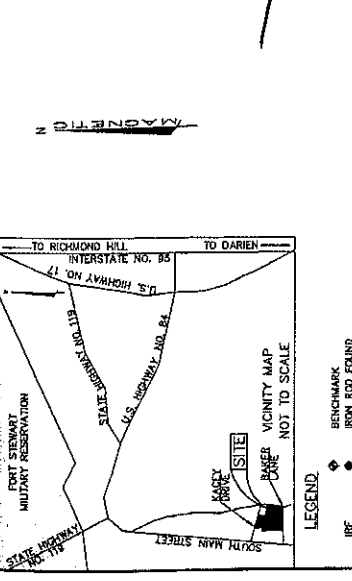 N
MAGNETIC
TO RICHMOND HILL
TO DARIEN
INTERSTATE NO. 95
U.S. HIGHWAY NO. 17
FORT STEWART
MILITARY RESERVATION
STATE HIGHWAY NO. 119
U.S. HIGHWAY NO. 84
STATE HIGHWAY
NO. 119
KACEY
DRIVE
SITE
BAKER
LANE
SOUTH MAIN STREET
VICINITY MAP
NOT TO SCALE
LEGEND
BENCHMARK
IRF IRON ROD FOUND